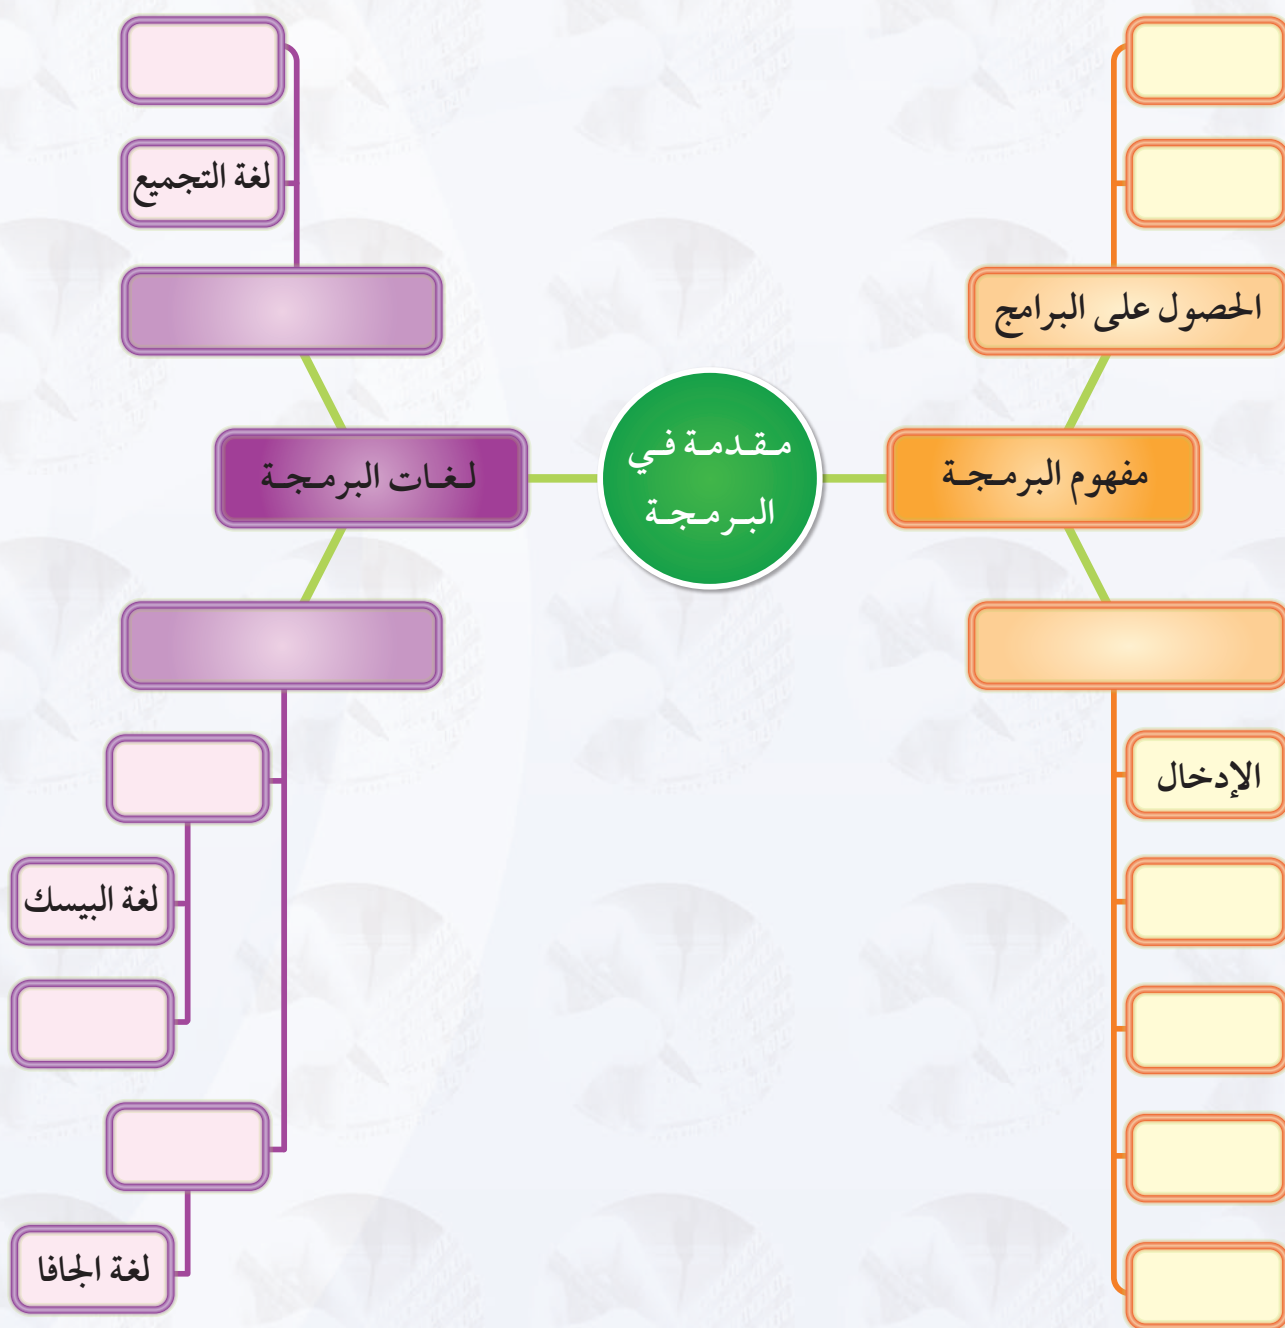 لغة التجميع
الحصول على البرامج
مقدمة في
البرمجة
مفهوم البرمجة
لغات البرمجة
الإدخال
لغة البيسك
لغة الجافا